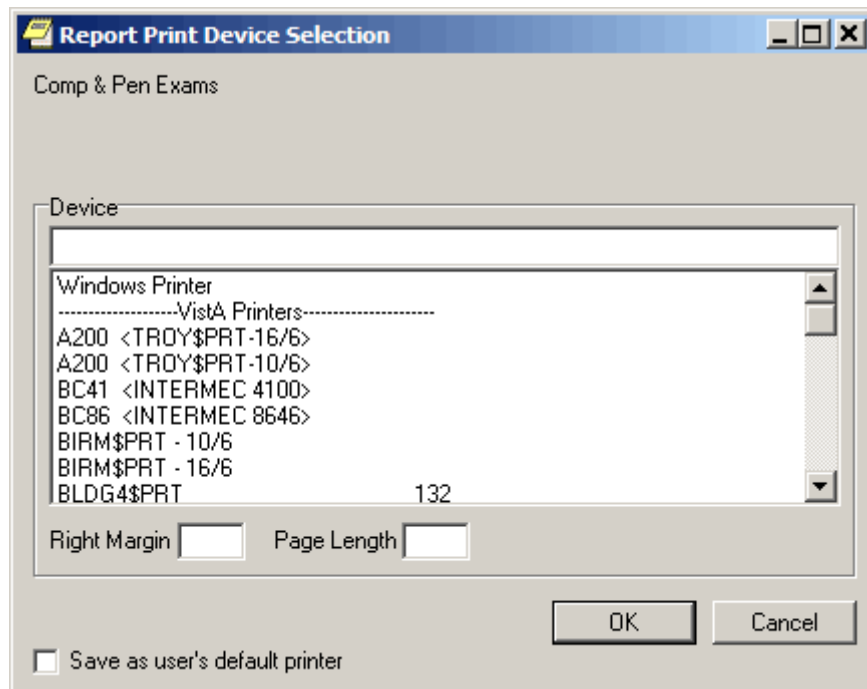 Report Print Device Selection
Comp & Pen Exams
Device
Windows Printer
-------------------VistA Printers----------------------
A200 <TROY$PRT-16/6>
A200 <TROY$PRT-10/6>
BC41 <INTERMEC 4100>
BC86 <INTERMEC 8646>
BIRM$PRT - 10/6
BIRM$PRT - 16/6
BLDG4$PRT 132
Right Margin Page Length
OK Cancel
Save as user's default printer